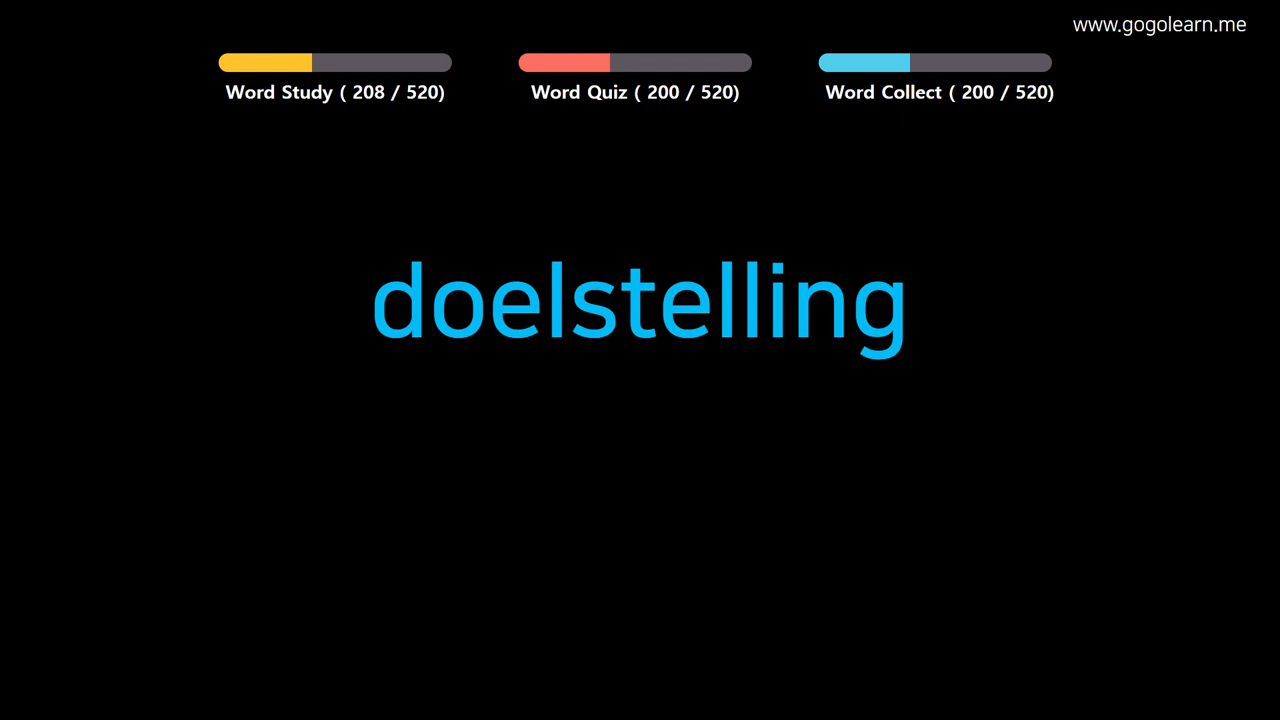 www.gogolearn.me
Word Study ( 208 / 520)
Word Quiz ( 200 / 520)
Word Collect ( 200 / 520)
doelstelling